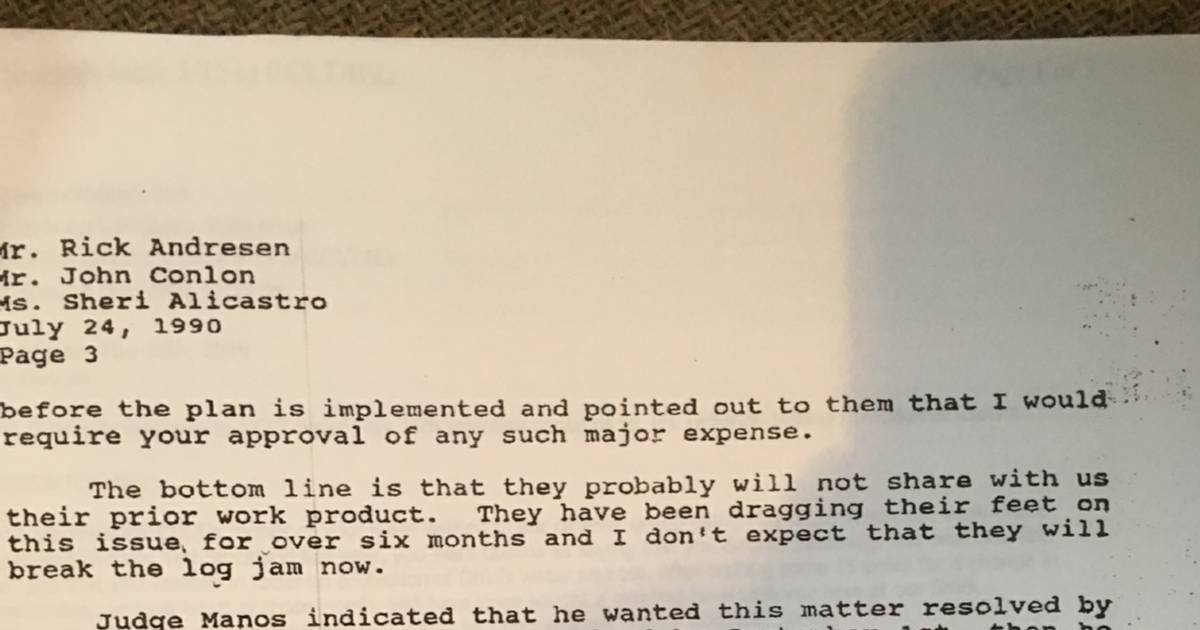 Mr. Rick Andresen
Mr. John Conlon
Ms. Sheri Alicastro
July 24, 1990
Page 3
before the plan is implemented and pointed out to them that I would
require your approval of any such major expense.
The bottom line is that they probably will not share with us
their prior work product. They have been dragging their feet on
this issue for over six months and I don't expect that they will
break the log jam now.
Judge Manos indicated that he wanted this matter resolved by